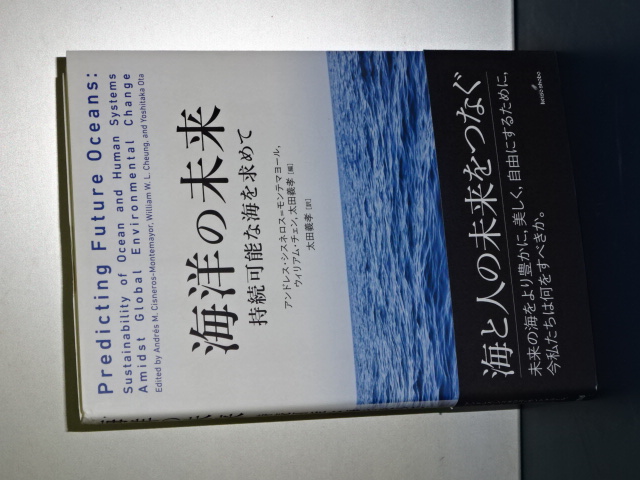 Predicting Future Oceans:
Sustainability of Ocean and Human Systems
Amidst Global Environmental Change
Edited by Andrés M. Cisneros-Montemayor, William W. L. Cheung, and Yoshitaka Ota
海洋の未来
持続可能な海を求めて
アンドレス・シスネロス=モンテマヨール,
ウィリアム・チェン, 太田義孝［編］
太田義孝［訳］
海と人の未来をつなぐ
未来の海をより豊かに, 美しく, 自由にするために,
今私たちは何をすべきか。
keiso shobo